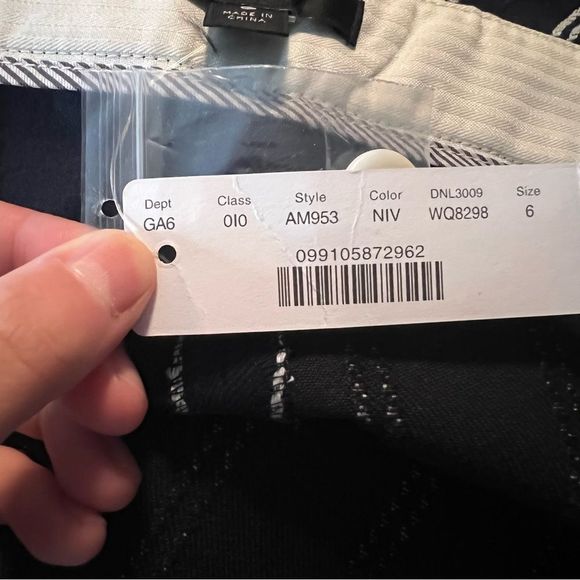 MADE IN
CHINA
Dept Class Style Color DNL3009 Size
GA6 0I0 AM953 NIV WQ8298 6
099105872962